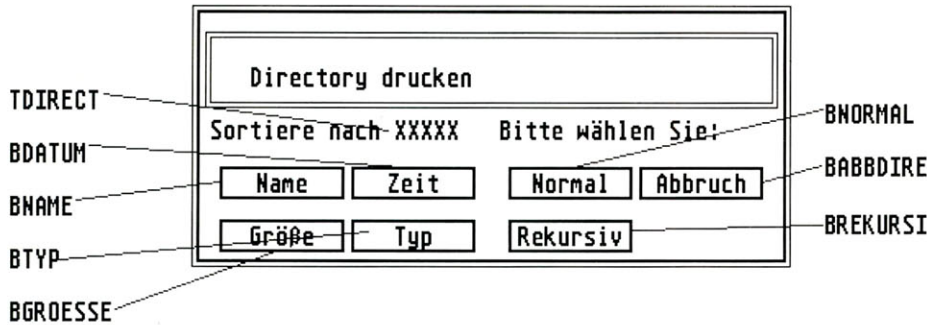 Directory drucken
TDIRECT
BNORMAL
Sortiere nach XXXXX Bitte wählen Sie:
BDATUM
BABBDIRE
Name Zeit Normal Abbruch
BNAME
BREKURSI
Größe Typ Rekursiv
BTYP
BGROESSE